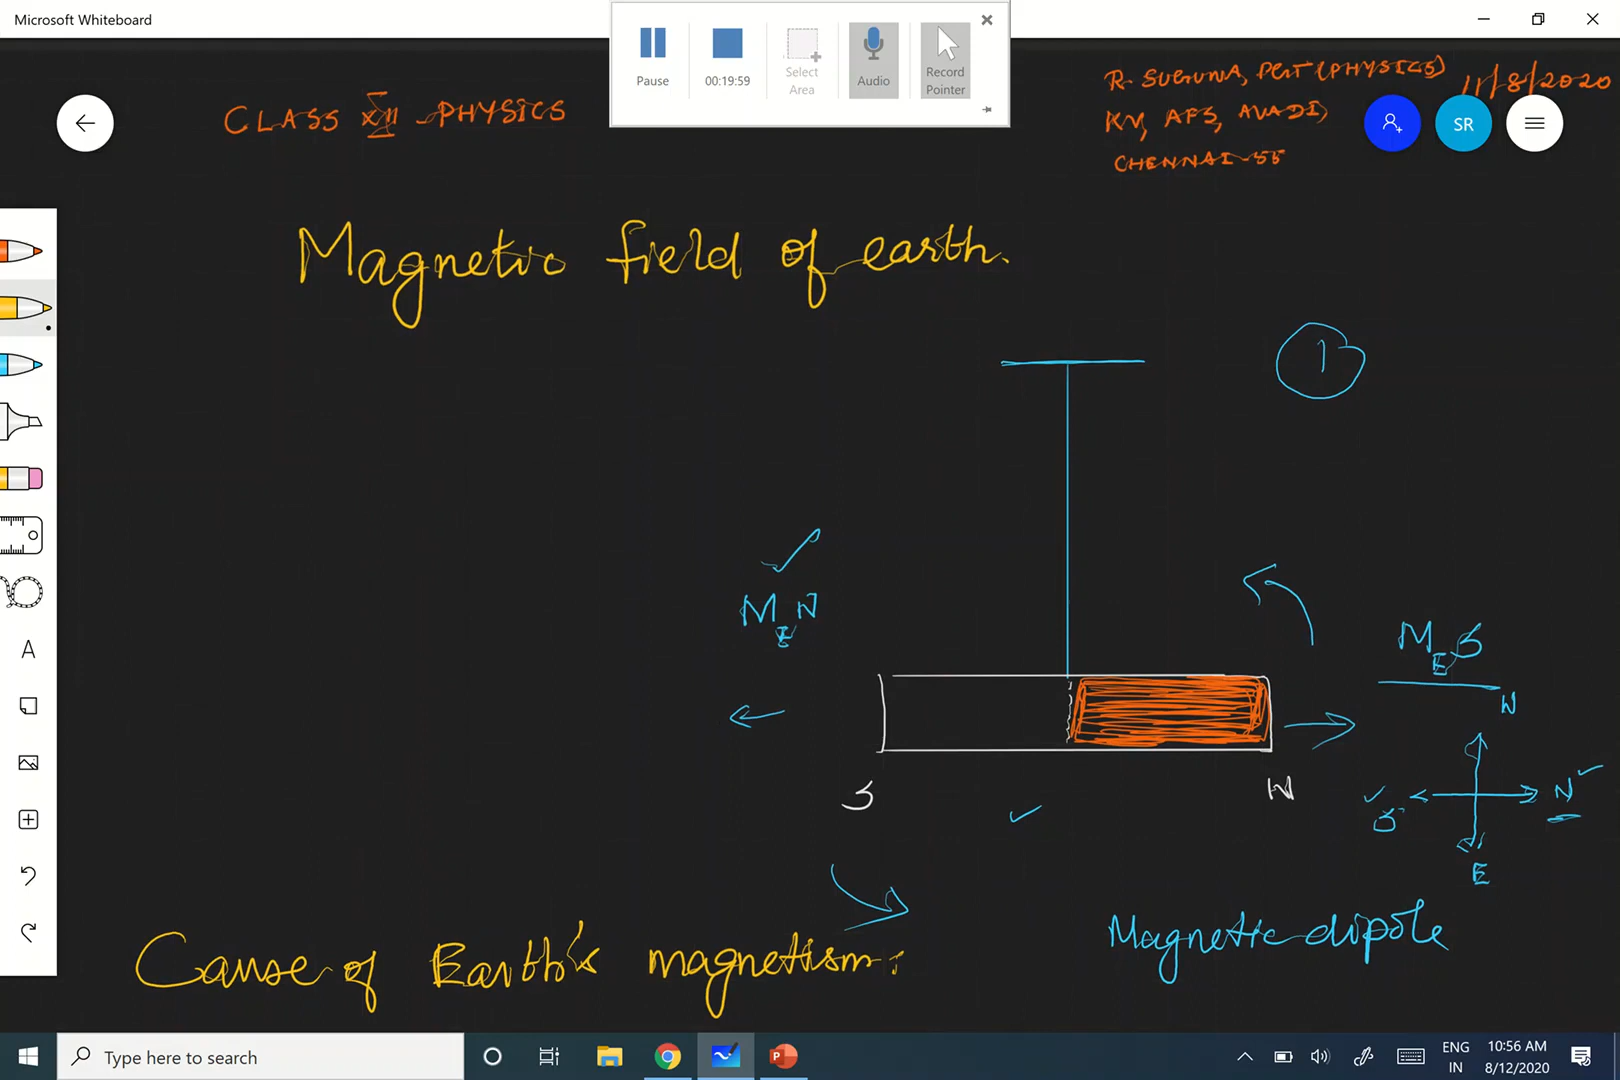 Microsoft Whiteboard
Pause
00:19:59
Select Area
Audio
Record Pointer
R. SUGUNA, PGT (PHYSICS) 11/8/2020
KV, AFS, AVADI
CHENNAI-55
CLASS XII - PHYSICS
SR
Magnetic field of earth.
1
MEN
MES
W
S N
E
S N
A
Magnetic dipole
Cause of Earth's magnetism:
Type here to search
ENG IN
10:56 AM
8/12/2020